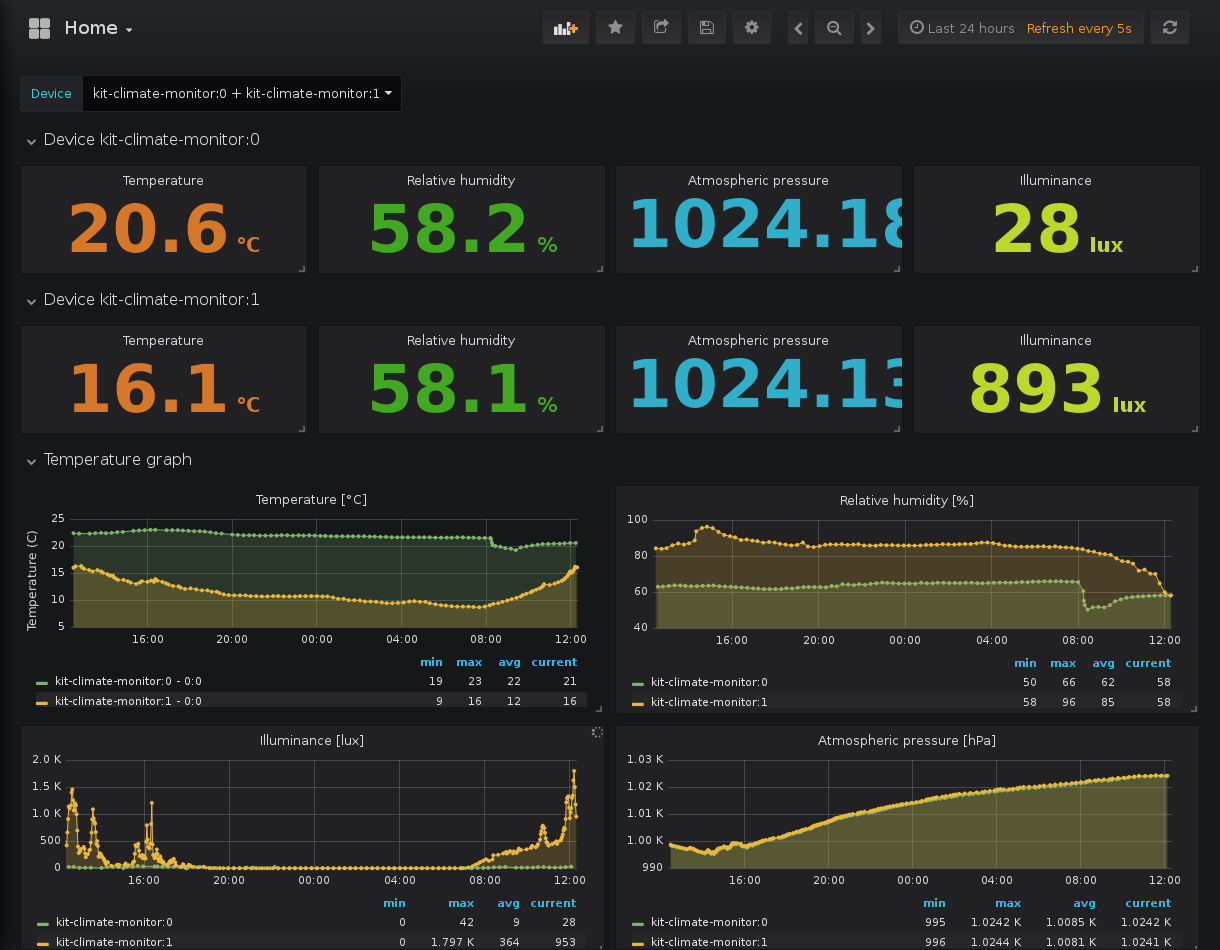 Home
Last 24 hours Refresh every 5s
Device kit-climate-monitor:0 + kit-climate-monitor:1
Device kit-climate-monitor:0
Temperature Relative humidity Atmospheric pressure Illuminance
20.6 °C 58.2 % 1024.18 28 lux
Device kit-climate-monitor:1
Temperature Relative humidity Atmospheric pressure Illuminance
16.1 °C 58.1 % 1024.13 893 lux
Temperature graph
Temperature [°C]
Temperature (C)
25
20
15
10
5
16:00 20:00 00:00 04:00 08:00 12:00
min max avg current
kit-climate-monitor:0 - 0:0 19 23 22 21
kit-climate-monitor:1 - 0:0 9 16 12 16
Relative humidity [%]
100
80
60
40
16:00 20:00 00:00 04:00 08:00 12:00
min max avg current
kit-climate-monitor:0 50 66 62 58
kit-climate-monitor:1 58 96 85 58
Illuminance [lux]
2.0 K
1.5 K
1.0 K
500
0
16:00 20:00 00:00 04:00 08:00 12:00
min max avg current
kit-climate-monitor:0 0 42 9 28
kit-climate-monitor:1 0 1.797 K 364 953
Atmospheric pressure [hPa]
1.03 K
1.02 K
1.01 K
1.00 K
990
16:00 20:00 00:00 04:00 08:00 12:00
min max avg current
kit-climate-monitor:0 995 1.0242 K 1.0085 K 1.0242 K
kit-climate-monitor:1 996 1.0244 K 1.0081 K 1.0241 K